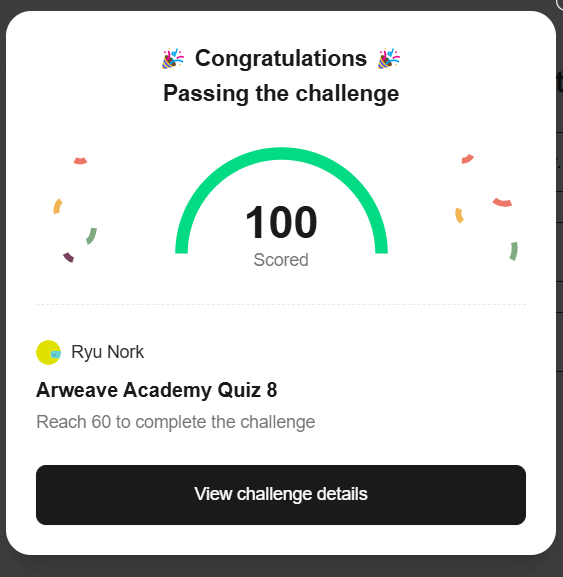 🎉 Congratulations 🎉
Passing the challenge
100
Scored
Ryu Nork
Arweave Academy Quiz 8
Reach 60 to complete the challenge
View challenge details